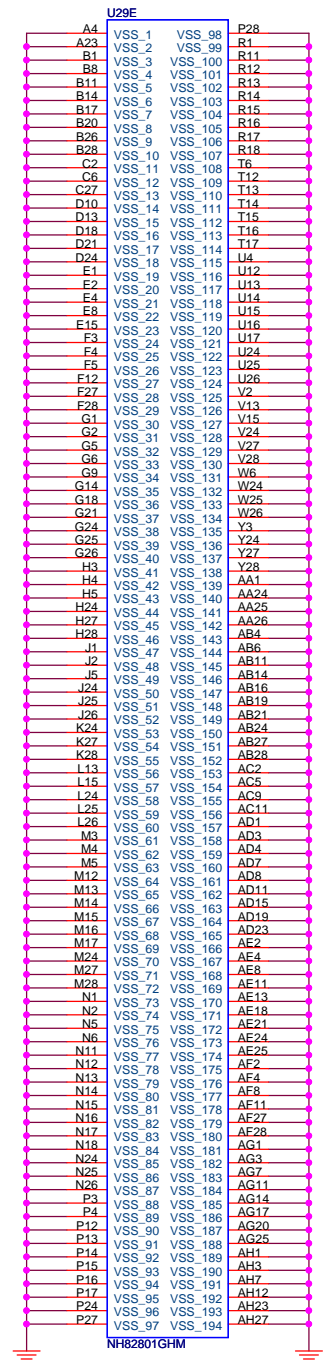 U29E
A4 VSS_1 VSS_98 P28
A23 VSS_2 VSS_99 R1
B1 VSS_3 VSS_100 R11
B8 VSS_4 VSS_101 R12
B11 VSS_5 VSS_102 R13
B14 VSS_6 VSS_103 R14
B17 VSS_7 VSS_104 R15
B20 VSS_8 VSS_105 R16
B26 VSS_9 VSS_106 R17
B28 VSS_10 VSS_107 R18
C2 VSS_11 VSS_108 T6
C6 VSS_12 VSS_109 T12
C27 VSS_13 VSS_110 T13
D10 VSS_14 VSS_111 T14
D13 VSS_15 VSS_112 T15
D18 VSS_16 VSS_113 T16
D21 VSS_17 VSS_114 T17
D24 VSS_18 VSS_115 U4
E1 VSS_19 VSS_116 U12
E2 VSS_20 VSS_117 U13
E4 VSS_21 VSS_118 U14
E8 VSS_22 VSS_119 U15
E15 VSS_23 VSS_120 U16
F3 VSS_24 VSS_121 U17
F4 VSS_25 VSS_122 U24
F5 VSS_26 VSS_123 U25
F12 VSS_27 VSS_124 U26
F27 VSS_28 VSS_125 V2
F28 VSS_29 VSS_126 V13
G1 VSS_30 VSS_127 V15
G2 VSS_31 VSS_128 V24
G5 VSS_32 VSS_129 V27
G6 VSS_33 VSS_130 V28
G9 VSS_34 VSS_131 W6
G14 VSS_35 VSS_132 W24
G18 VSS_36 VSS_133 W25
G21 VSS_37 VSS_134 W26
G24 VSS_38 VSS_135 Y3
G25 VSS_39 VSS_136 Y24
G26 VSS_40 VSS_137 Y27
H3 VSS_41 VSS_138 Y28
H4 VSS_42 VSS_139 AA1
H5 VSS_43 VSS_140 AA24
H24 VSS_44 VSS_141 AA25
H27 VSS_45 VSS_142 AA26
H28 VSS_46 VSS_143 AB4
J1 VSS_47 VSS_144 AB6
J2 VSS_48 VSS_145 AB11
J5 VSS_49 VSS_146 AB14
J24 VSS_50 VSS_147 AB16
J25 VSS_51 VSS_148 AB19
J26 VSS_52 VSS_149 AB21
K24 VSS_53 VSS_150 AB24
K27 VSS_54 VSS_151 AB27
K28 VSS_55 VSS_152 AB28
L13 VSS_56 VSS_153 AC2
L15 VSS_57 VSS_154 AC5
L24 VSS_58 VSS_155 AC9
L25 VSS_59 VSS_156 AC11
L26 VSS_60 VSS_157 AD1
M3 VSS_61 VSS_158 AD3
M4 VSS_62 VSS_159 AD4
M5 VSS_63 VSS_160 AD7
M12 VSS_64 VSS_161 AD8
M13 VSS_65 VSS_162 AD11
M14 VSS_66 VSS_163 AD15
M15 VSS_67 VSS_164 AD19
M16 VSS_68 VSS_165 AD23
M17 VSS_69 VSS_166 AE2
M24 VSS_70 VSS_167 AE4
M27 VSS_71 VSS_168 AE8
M28 VSS_72 VSS_169 AE11
N1 VSS_73 VSS_170 AE13
N2 VSS_74 VSS_171 AE18
N5 VSS_75 VSS_172 AE21
N6 VSS_76 VSS_173 AE24
N11 VSS_77 VSS_174 AE25
N12 VSS_78 VSS_175 AF2
N13 VSS_79 VSS_176 AF4
N14 VSS_80 VSS_177 AF8
N15 VSS_81 VSS_178 AF11
N16 VSS_82 VSS_179 AF27
N17 VSS_83 VSS_180 AF28
N18 VSS_84 VSS_181 AG1
N24 VSS_85 VSS_182 AG3
N25 VSS_86 VSS_183 AG7
N26 VSS_87 VSS_184 AG11
P3 VSS_88 VSS_185 AG14
P4 VSS_89 VSS_186 AG17
P12 VSS_90 VSS_187 AG20
P13 VSS_91 VSS_188 AG25
P14 VSS_92 VSS_189 AH1
P15 VSS_93 VSS_190 AH3
P16 VSS_94 VSS_191 AH7
P17 VSS_95 VSS_192 AH12
P24 VSS_96 VSS_193 AH23
P27 VSS_97 VSS_194 AH27
NH82801GHM